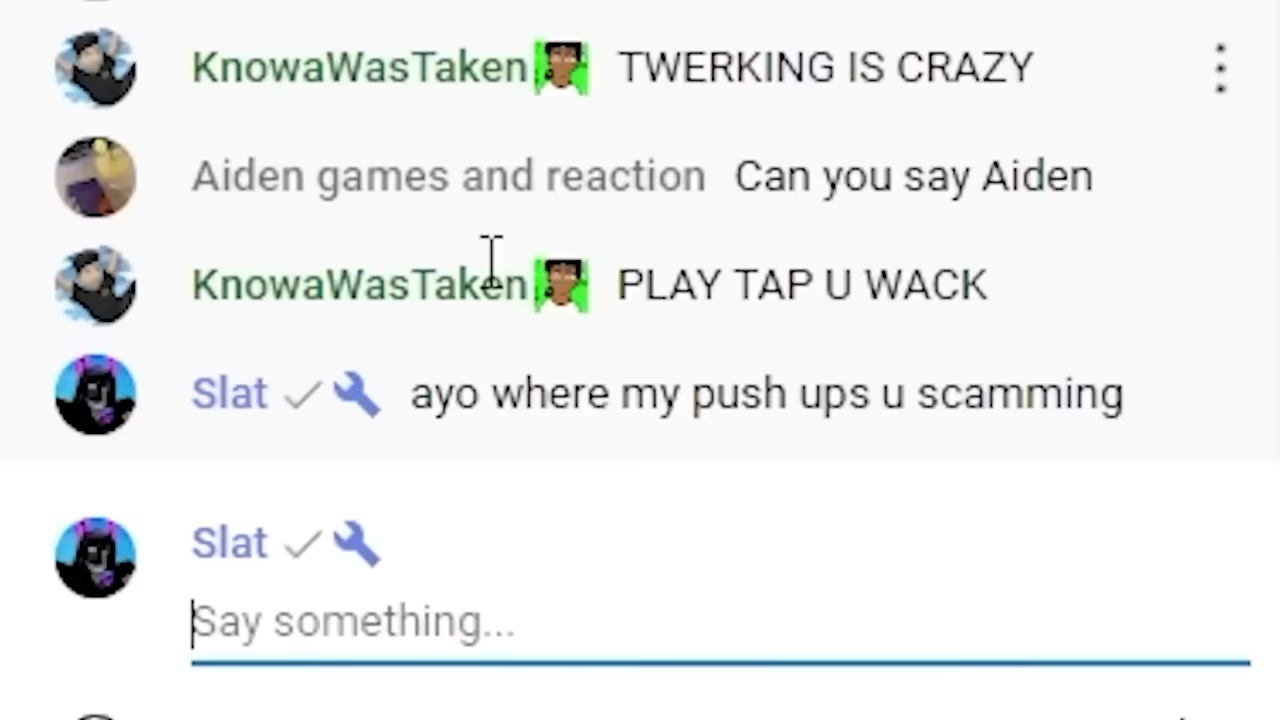 KnowaWasTaken TWERKING IS CRAZY
Aiden games and reaction Can you say Aiden
KnowaWasTaken PLAY TAP U WACK
Slat ayo where my push ups u scamming
Slat
Say something...